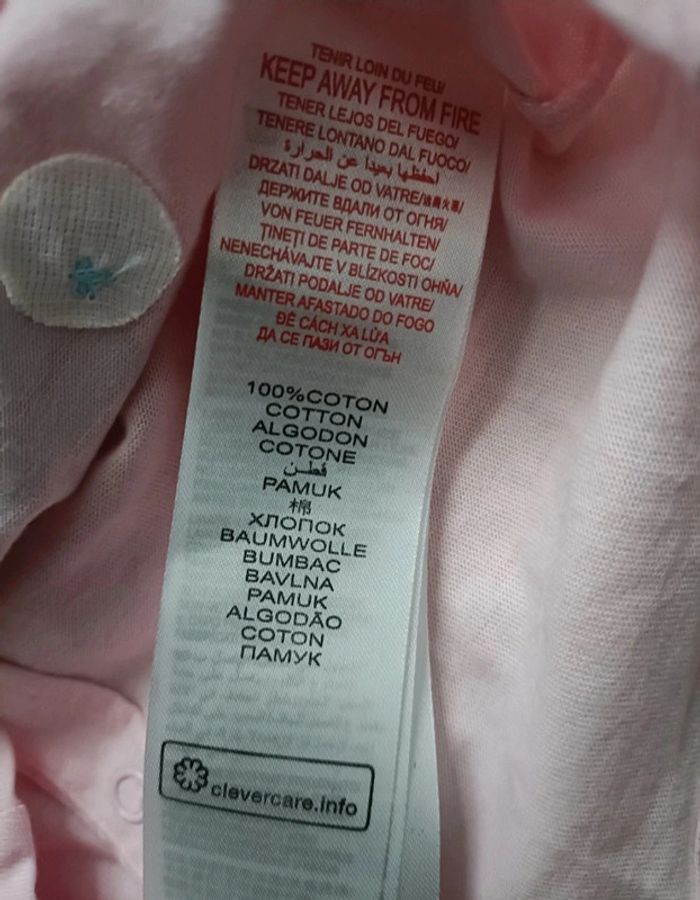 TENIR LOIN DU FEU/
KEEP AWAY FROM FIRE
TENER LEJOS DEL FUEGO/
TENERE LONTANO DAL FUOCO/
احفظها بعيدا عن الحرارة/
DRZATI DALJE OD VATRE/
ДЕРЖИТЕ ВДАЛИ ОТ ОГНЯ/
VON FEUER FERNHALTEN/
ȚINEȚI DE PARTE DE FOC/
NENECHÁVAJTE V BLÍZKOSTI OHŇA/
DRŽATI PODALJE OD VATRE/
MANTER AFASTADO DO FOGO
ĐỂ CÁCH XA LỬA
ДА СЕ ПАЗИ ОТ ОГЪН
100%COTON
COTTON
ALGODON
COTONE
قطن
PAMUK
棉
ХЛОПОК
BAUMWOLLE
BUMBAC
BAVLNA
PAMUK
ALGODÃO
COTON
ПАМУК
clevercare.info